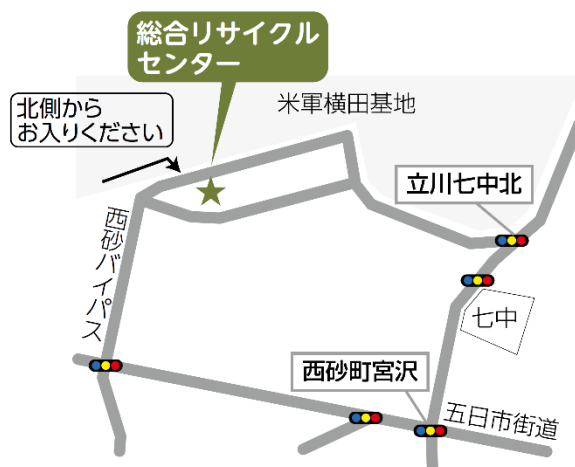 総合リサイクル
センター
米軍横田基地
北側から
お入りください
立川七中北
西砂バイパス
七中
西砂町宮沢
五日市街道